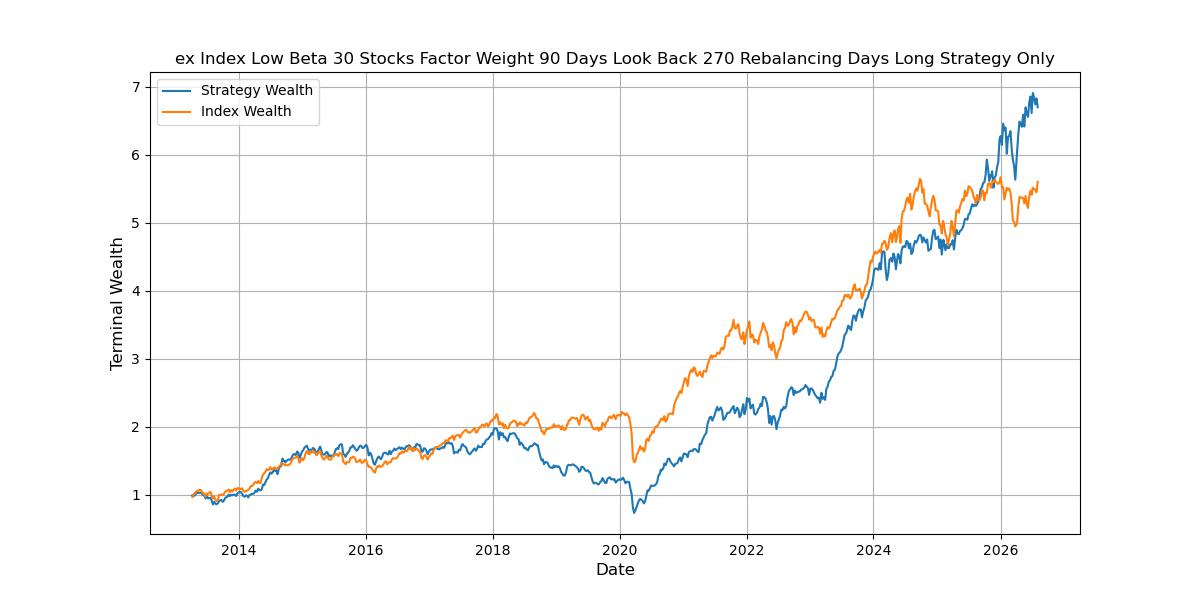 ex Index Low Beta 30 Stocks Factor Weight 90 Days Look Back 270 Rebalancing Days Long Strategy Only
Strategy Wealth
Index Wealth
Terminal Wealth
7
6
5
4
3
2
1
2014 2016 2018 2020 2022 2024 2026
Date